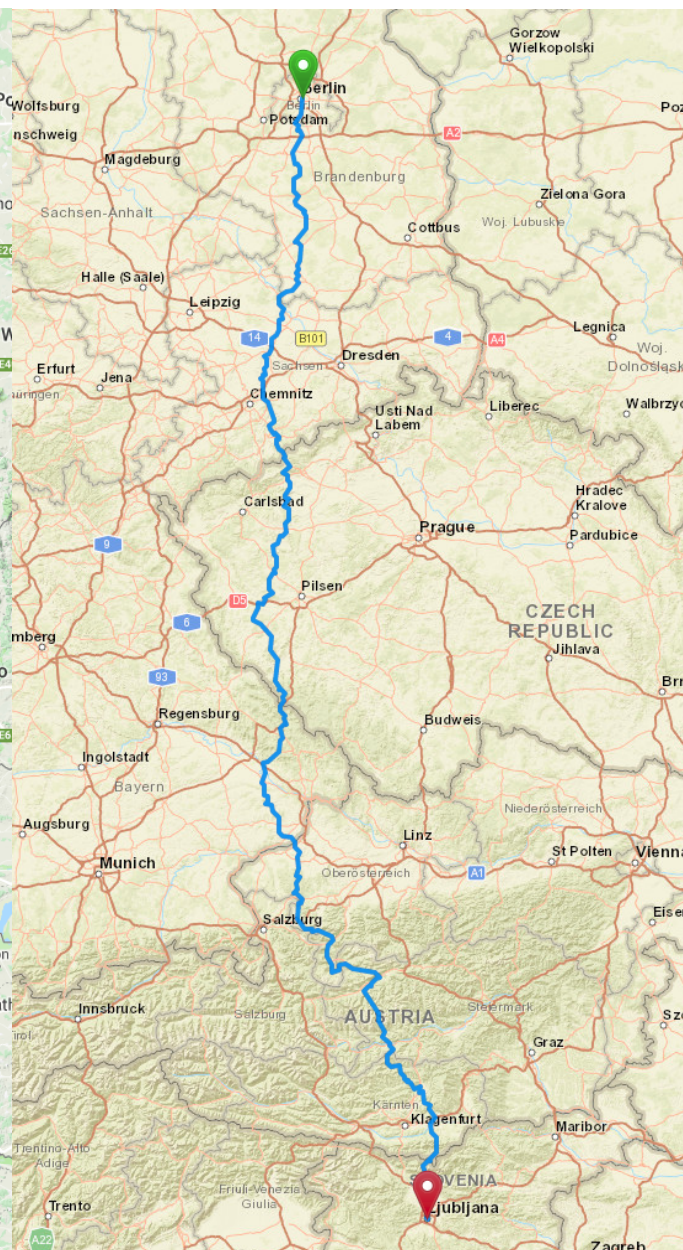 Gorzow
Wielkopolski
Berlin
Berlin
Wolfsburg
Potsdam
nschweig
A2
Magdeburg
Brandenburg
Zielona Gora
Sachsen-Anhalt
Woj. Lubuskie
Cottbus
Halle (Saale)
Leipzig
14
B101
4
A4
Legnica
Woj.
Dolnośląsk
Erfurt
Jena
Dresden
Sachsen
Chemnitz
Usti Nad
Labem
Liberec
Walbrzyc
Carlsbad
Hradec
Kralove
Prague
Pardubice
9
Pilsen
D5
CZECH
REPUBLIC
6
mberg
Jihlava
93
Regensburg
Budweis
Ingolstadt
Bayern
Niederösterreich
Augsburg
Linz
Munich
St Polten
Vienna
Oberösterreich
A1
Salzburg
Eise
Innsbruck
Salzburg
AUSTRIA
Steiermark
Graz
Kärnten
Klagenfurt
Maribor
Trentino-Alto
Adige
SLOVENIA
Friuli-Venezia
Giulia
Trento
Ljubljana
A22
Zagreb